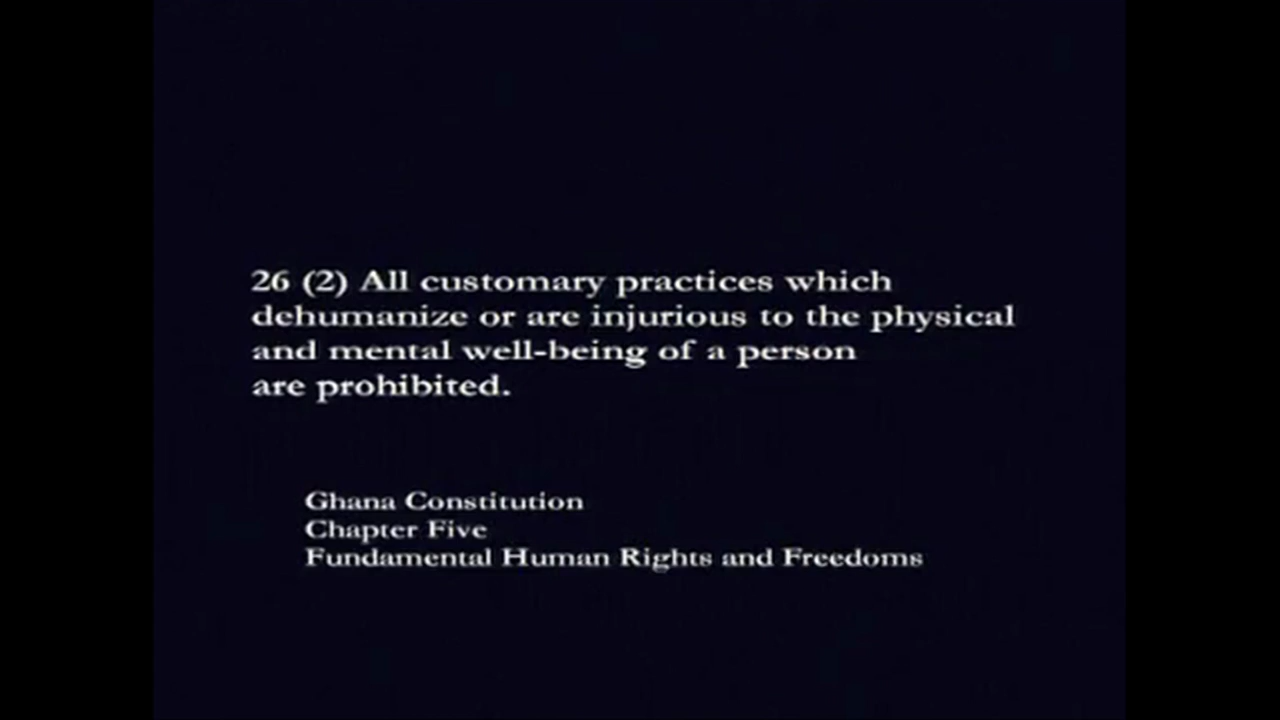 26 (2) All customary practices which
dehumanize or are injurious to the physical
and mental well-being of a person
are prohibited.
Ghana Constitution
Chapter Five
Fundamental Human Rights and Freedoms